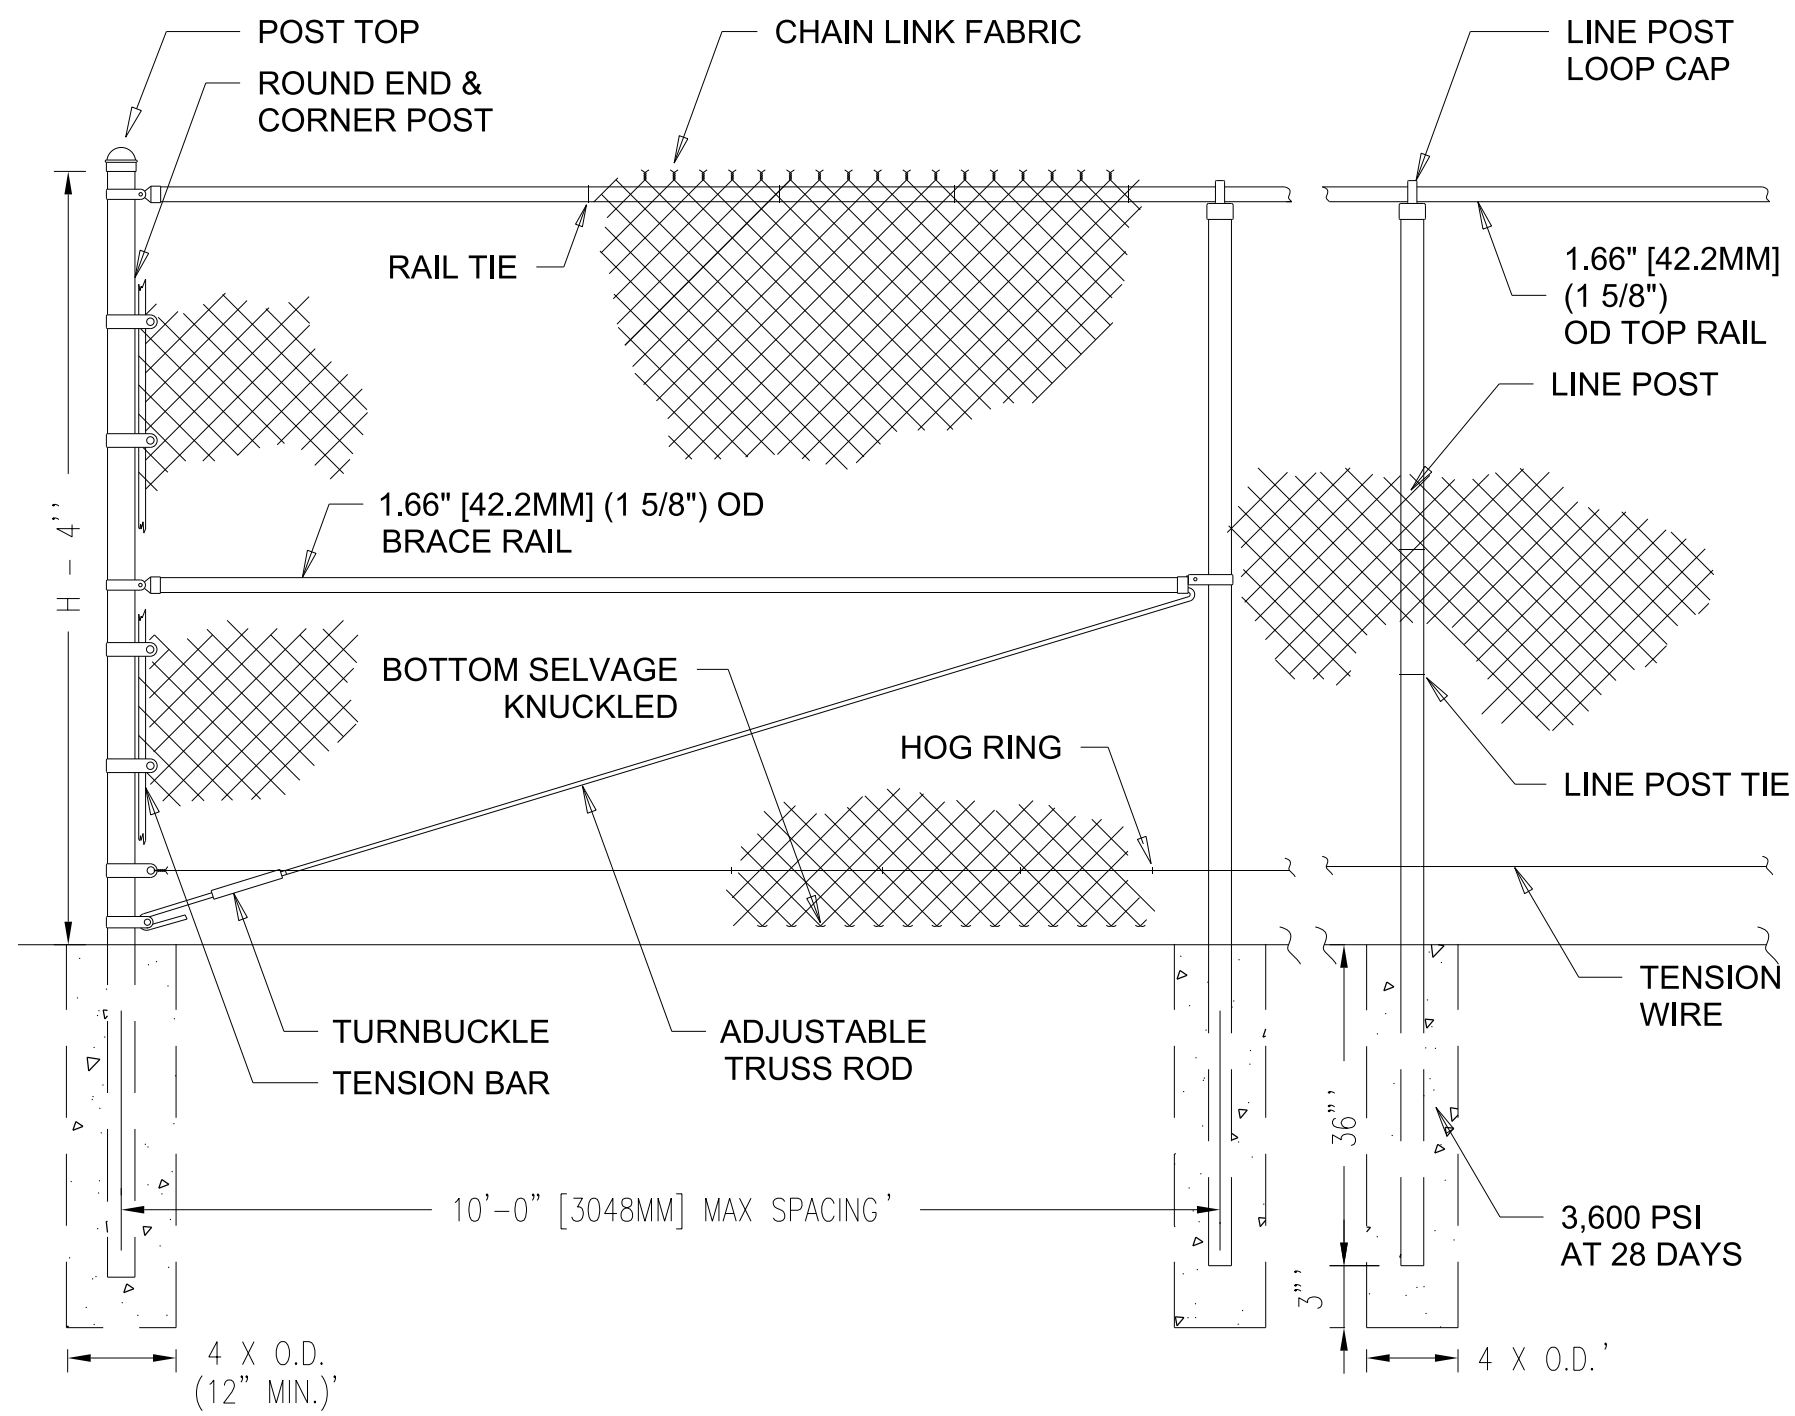 POST TOP
CHAIN LINK FABRIC
LINE POST
LOOP CAP
ROUND END &
CORNER POST
RAIL TIE
1.66" [42.2MM]
(1 5/8")
OD TOP RAIL
LINE POST
H - 4''
1.66" [42.2MM] (1 5/8") OD
BRACE RAIL
BOTTOM SELVAGE
KNUCKLED
HOG RING
LINE POST TIE
TENSION
WIRE
TURNBUCKLE
ADJUSTABLE
TRUSS ROD
TENSION BAR
36"'
10'-0" [3048MM] MAX SPACING'
3,600 PSI
AT 28 DAYS
3"'
4 X O.D.
(12" MIN.)'
4 X O.D.'